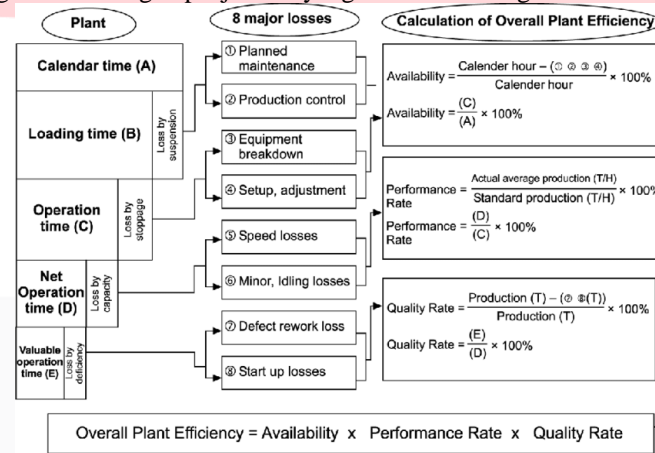 Plant
8 major losses
Calculation of Overall Plant Efficiency
Calendar time (A)
Loading time (B)
Loss by
suspension
Operation
time (C)
Loss by
stoppage
Net
Operation
time (D)
Loss by
capacity
Valuable
operation
time (E)
Loss by
deficiency
① Planned
maintenance
② Production control
③ Equipment
breakdown
④ Setup, adjustment
⑤ Speed losses
⑥ Minor, Idling losses
⑦ Defect rework loss
⑧ Start up losses
Availability = Calender hour – (① ② ③ ④) / Calender hour × 100%
Availability = (C) / (A) × 100%
Performance Rate = Actual average production (T/H) / Standard production (T/H) × 100%
Performance Rate = (D) / (C) × 100%
Quality Rate = Production (T) – (⑦ ⑧(T)) / Production (T) × 100%
Quality Rate = (E) / (D) × 100%
Overall Plant Efficiency = Availability x Performance Rate x Quality Rate